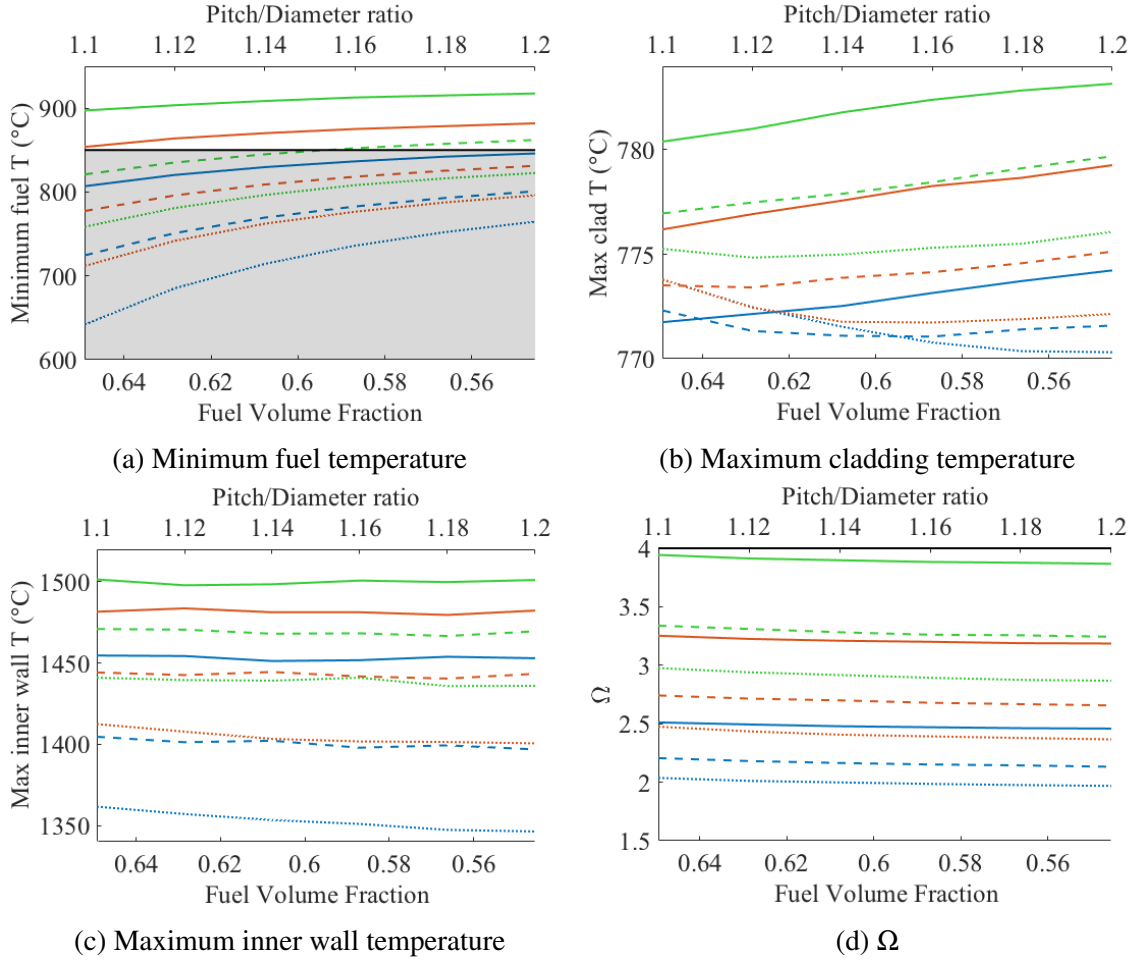 Pitch/Diameter ratio
1.1 1.12 1.14 1.16 1.18 1.2
Minimum fuel T (°C)
900
800
700
600
0.64 0.62 0.6 0.58 0.56
Fuel Volume Fraction
(a) Minimum fuel temperature
Pitch/Diameter ratio
1.1 1.12 1.14 1.16 1.18 1.2
Max clad T (°C)
780
775
770
0.64 0.62 0.6 0.58 0.56
Fuel Volume Fraction
(b) Maximum cladding temperature
Pitch/Diameter ratio
1.1 1.12 1.14 1.16 1.18 1.2
Max inner wall T (°C)
1500
1450
1400
1350
0.64 0.62 0.6 0.58 0.56
Fuel Volume Fraction
(c) Maximum inner wall temperature
Pitch/Diameter ratio
1.1 1.12 1.14 1.16 1.18 1.2
Ω
4
3.5
3
2.5
2
1.5
0.64 0.62 0.6 0.58 0.56
Fuel Volume Fraction
(d) Ω